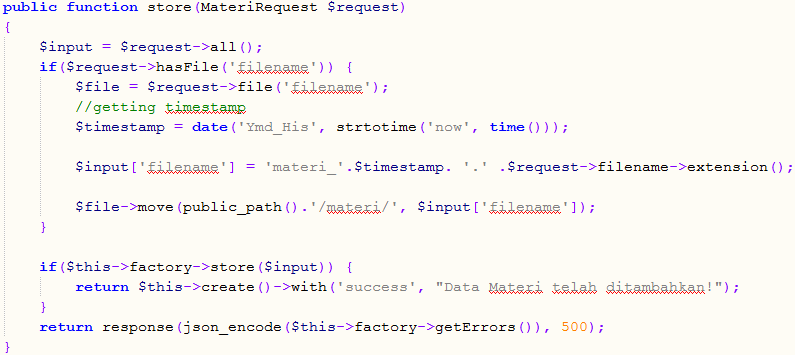 public function store(MateriRequest $request)
{
    $input = $request->all();
    if($request->hasFile('filename')) {
        $file = $request->file('filename');
        //getting timestamp
        $timestamp = date('Ymd_His', strtotime('now', time()));

        $input['filename'] = 'materi_'.$timestamp. '.' .$request->filename->extension();

        $file->move(public_path().'/materi/', $input['filename']);
    }

    if($this->factory->store($input)) {
        return $this->create()->with('success', "Data Materi telah ditambahkan!");
    }
    return response(json_encode($this->factory->getErrors()), 500);
}